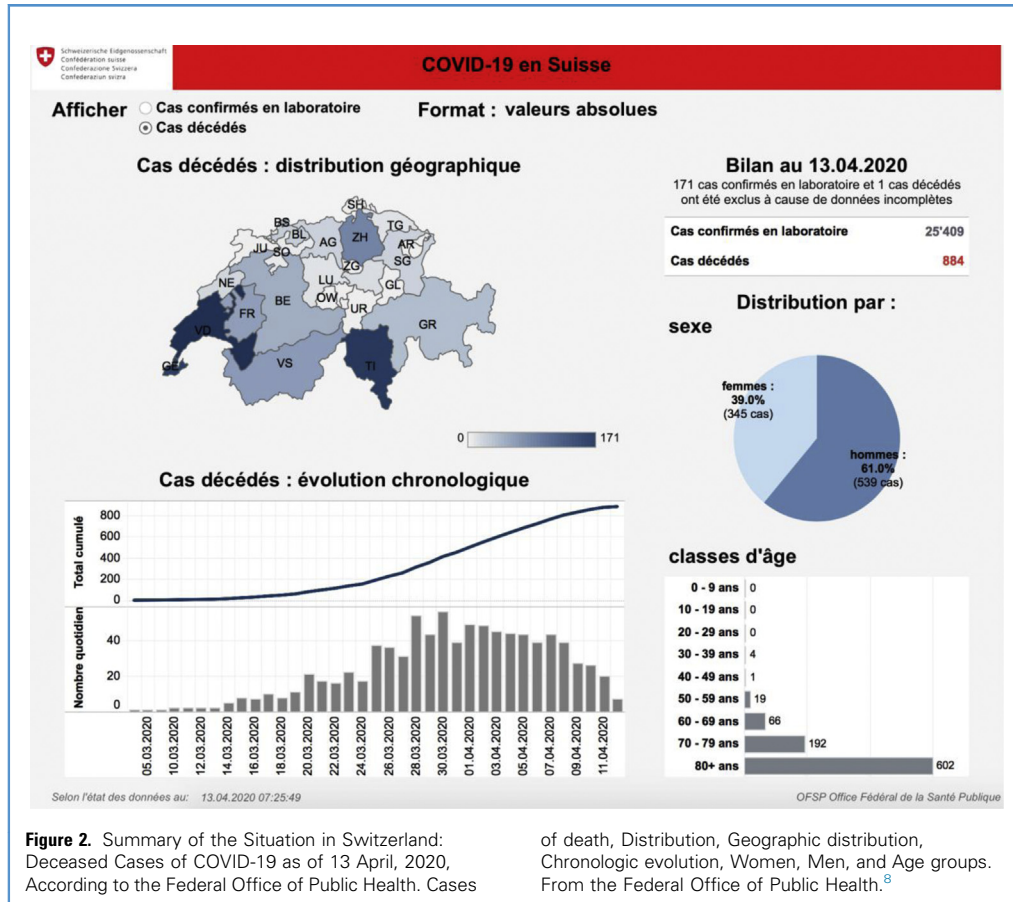 Schweizerische Eidgenossenschaft
Confédération suisse
Confederazione Svizzera
Confederaziun svizra
COVID-19 en Suisse
Afficher
Cas confirmés en laboratoire
Cas décédés
Format : valeurs absolues
Cas décédés : distribution géographique
SH
BS
BL
TG
JU
SO
AG
ZH
AR
SG
ZG
NE
LU
OW
GL
UR
BE
FR
GR
VD
VS
TI
GE
0
171
Bilan au 13.04.2020
171 cas confirmés en laboratoire et 1 cas décédés
ont été exclus à cause de données incomplètes
Cas confirmés en laboratoire 25'409
Cas décédés 884
Distribution par :
sexe
femmes :
39.0%
(345 cas)
hommes :
61.0%
(539 cas)
Cas décédés : évolution chronologique
Total cumulé
800
600
400
200
0
Nombre quotidien
40
20
0
05.03.2020
10.03.2020
12.03.2020
14.03.2020
16.03.2020
18.03.2020
20.03.2020
22.03.2020
24.03.2020
26.03.2020
28.03.2020
30.03.2020
01.04.2020
03.04.2020
05.04.2020
07.04.2020
09.04.2020
11.04.2020
classes d'âge
0 - 9 ans 0
10 - 19 ans 0
20 - 29 ans 0
30 - 39 ans 4
40 - 49 ans 1
50 - 59 ans 19
60 - 69 ans 66
70 - 79 ans 192
80+ ans 602
Selon l'état des données au: 13.04.2020 07:25:49
OFSP Office Fédéral de la Santé Publique
Figure 2. Summary of the Situation in Switzerland:
Deceased Cases of COVID-19 as of 13 April, 2020,
According to the Federal Office of Public Health. Cases
of death, Distribution, Geographic distribution,
Chronologic evolution, Women, Men, and Age groups.
From the Federal Office of Public Health.8